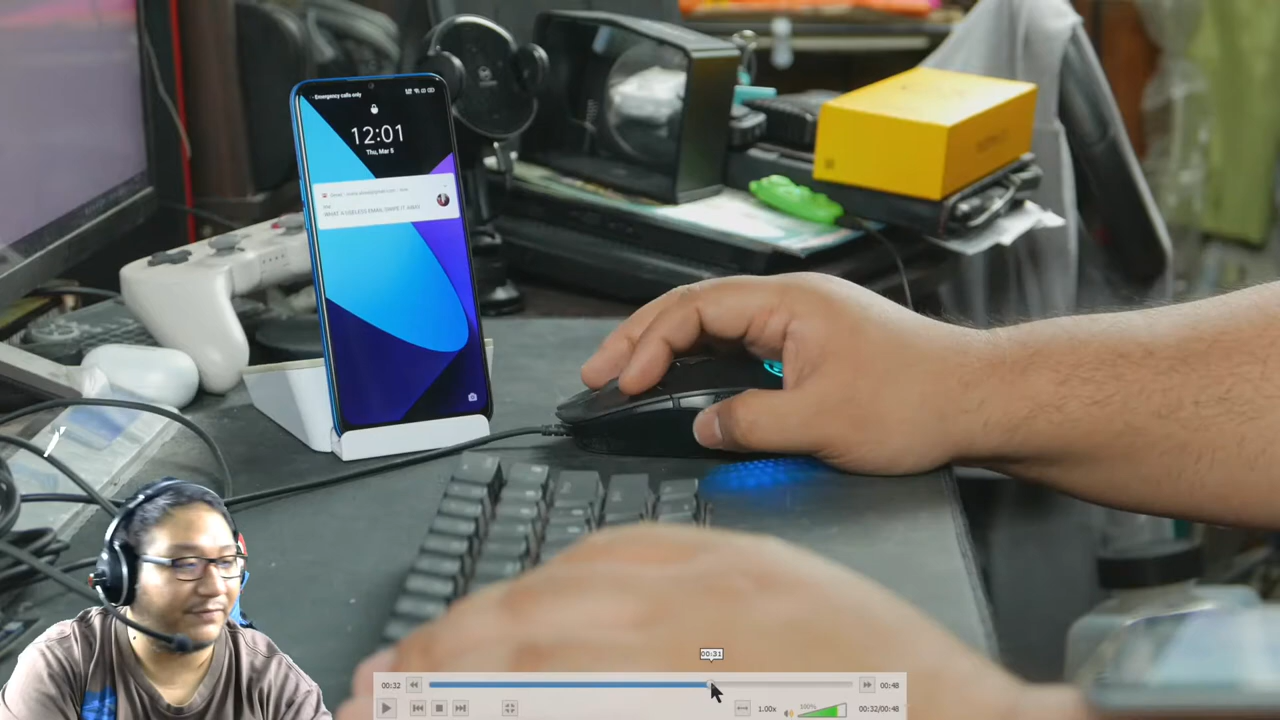 Emergency calls only
12:01
Thu, Mar 5
WHAT A USELESS EMAIL SWIPE IT AWAY
00:31
00:32
00:48
1.00x
100%
00:32/00:48